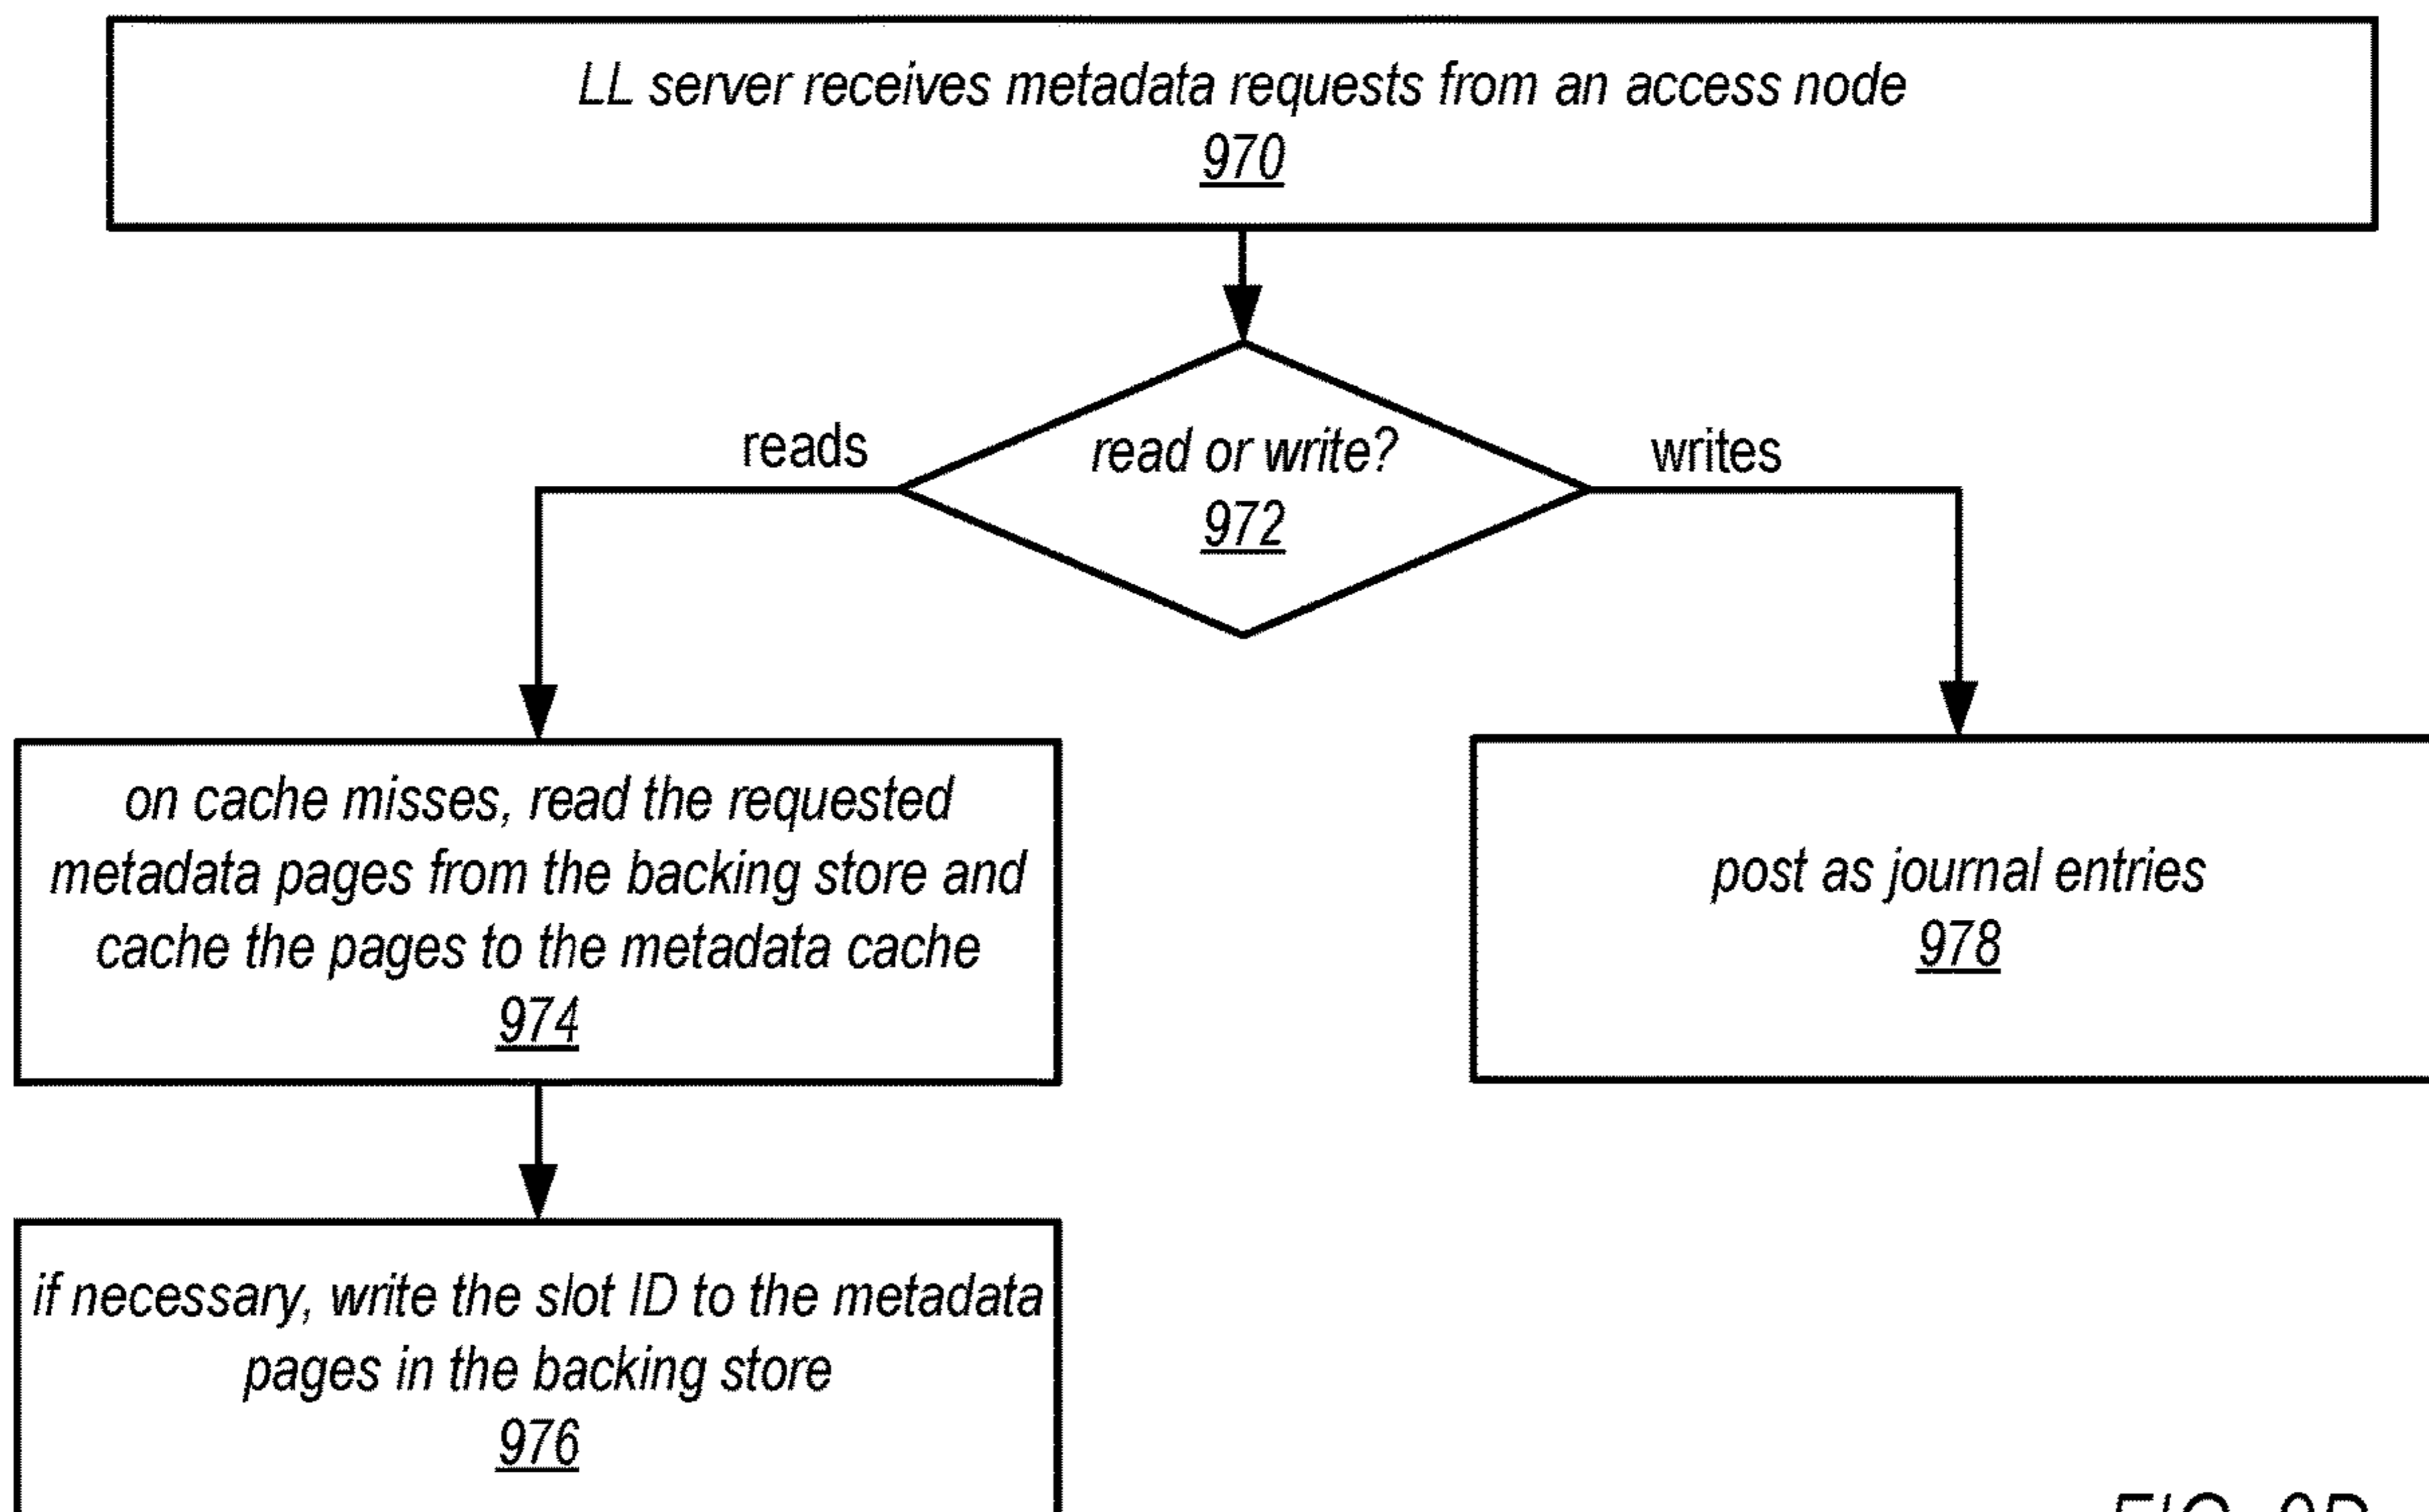 LL server receives metadata requests from an access node
970
reads
read or write?
writes
972
on cache misses, read the requested
metadata pages from the backing store and
cache the pages to the metadata cache
974
post as journal entries
978
if necessary, write the slot ID to the metadata
pages in the backing store
976